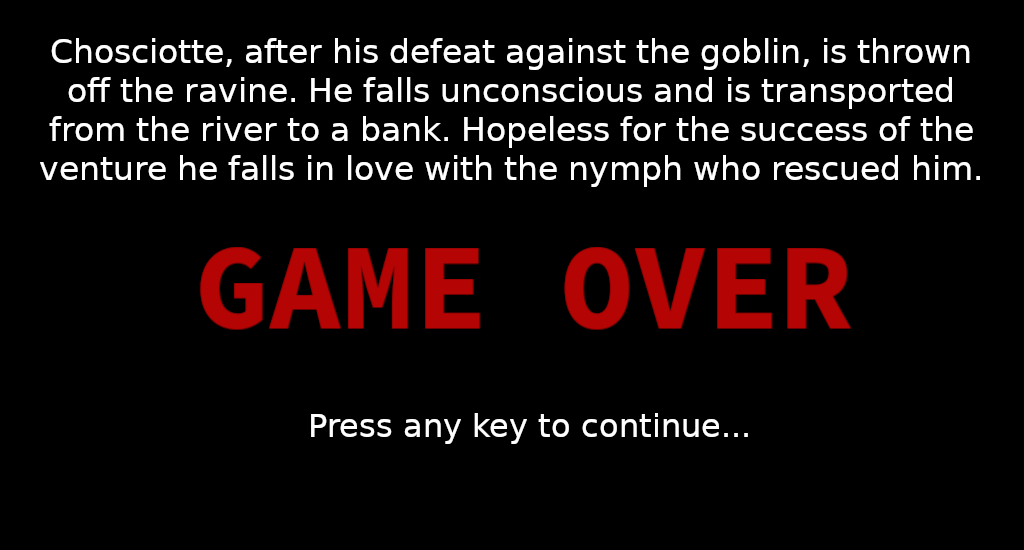 Chosciotte, after his defeat against the goblin, is thrown
off the ravine. He falls unconscious and is transported
from the river to a bank. Hopeless for the success of the
venture he falls in love with the nymph who rescued him.
GAME OVER
Press any key to continue...